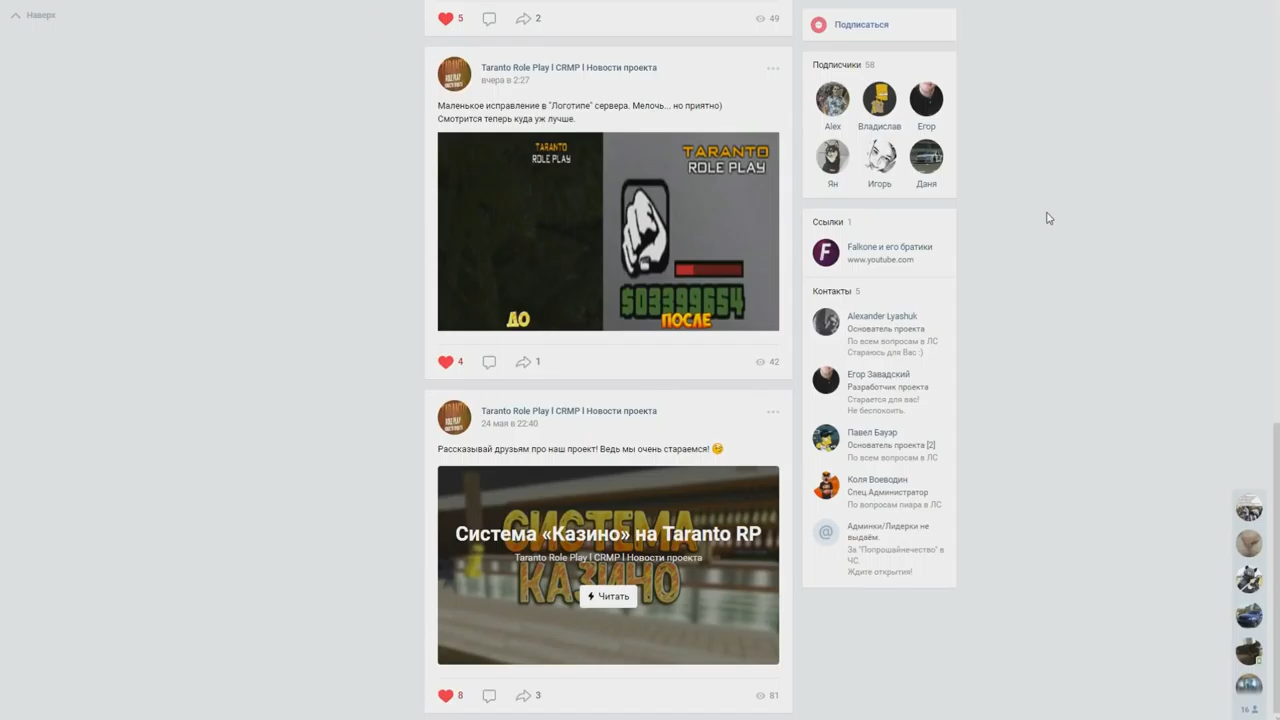 Наверх
5
2
49
Taranto Role Play | CRMP | Новости проекта
вчера в 2:27
Маленькое исправление в "Логотипе" сервера. Мелочь... но приятно)
Смотрится теперь куда уж лучше.
TARANTO
ROLE PLAY
ДО
TARANTO
ROLE PLAY
$03399654
ПОСЛЕ
4
1
42
Taranto Role Play | CRMP | Новости проекта
24 мая в 22:40
Рассказывай друзьям про наш проект! Ведь мы очень стараемся!
СИСТЕМА
Система «Казино» на Taranto RP
Taranto Role Play | CRMP | Новости проекта
КАЗИНО
Читать
8
3
81
Подписаться
Подписчики 58
Alex
Владислав
Егор
Ян
Игорь
Даня
Ссылки 1
F
Falkone и его братики
www.youtube.com
Контакты 5
Alexander Lyashuk
Основатель проекта
По всем вопросам в ЛС
Стараюсь для Вас :)
Егор Завадский
Разработчик проекта
Старается для вас!
Не беспокоить.
Павел Бауэр
Основатель проекта [2]
По всем вопросам в ЛС
Коля Воеводин
Спец.Администратор
По вопросам пиара в ЛС
@
Админки/Лидерки не
выдаём.
За "Попрошайнечество" в
ЧС.
Ждите открытия!
16